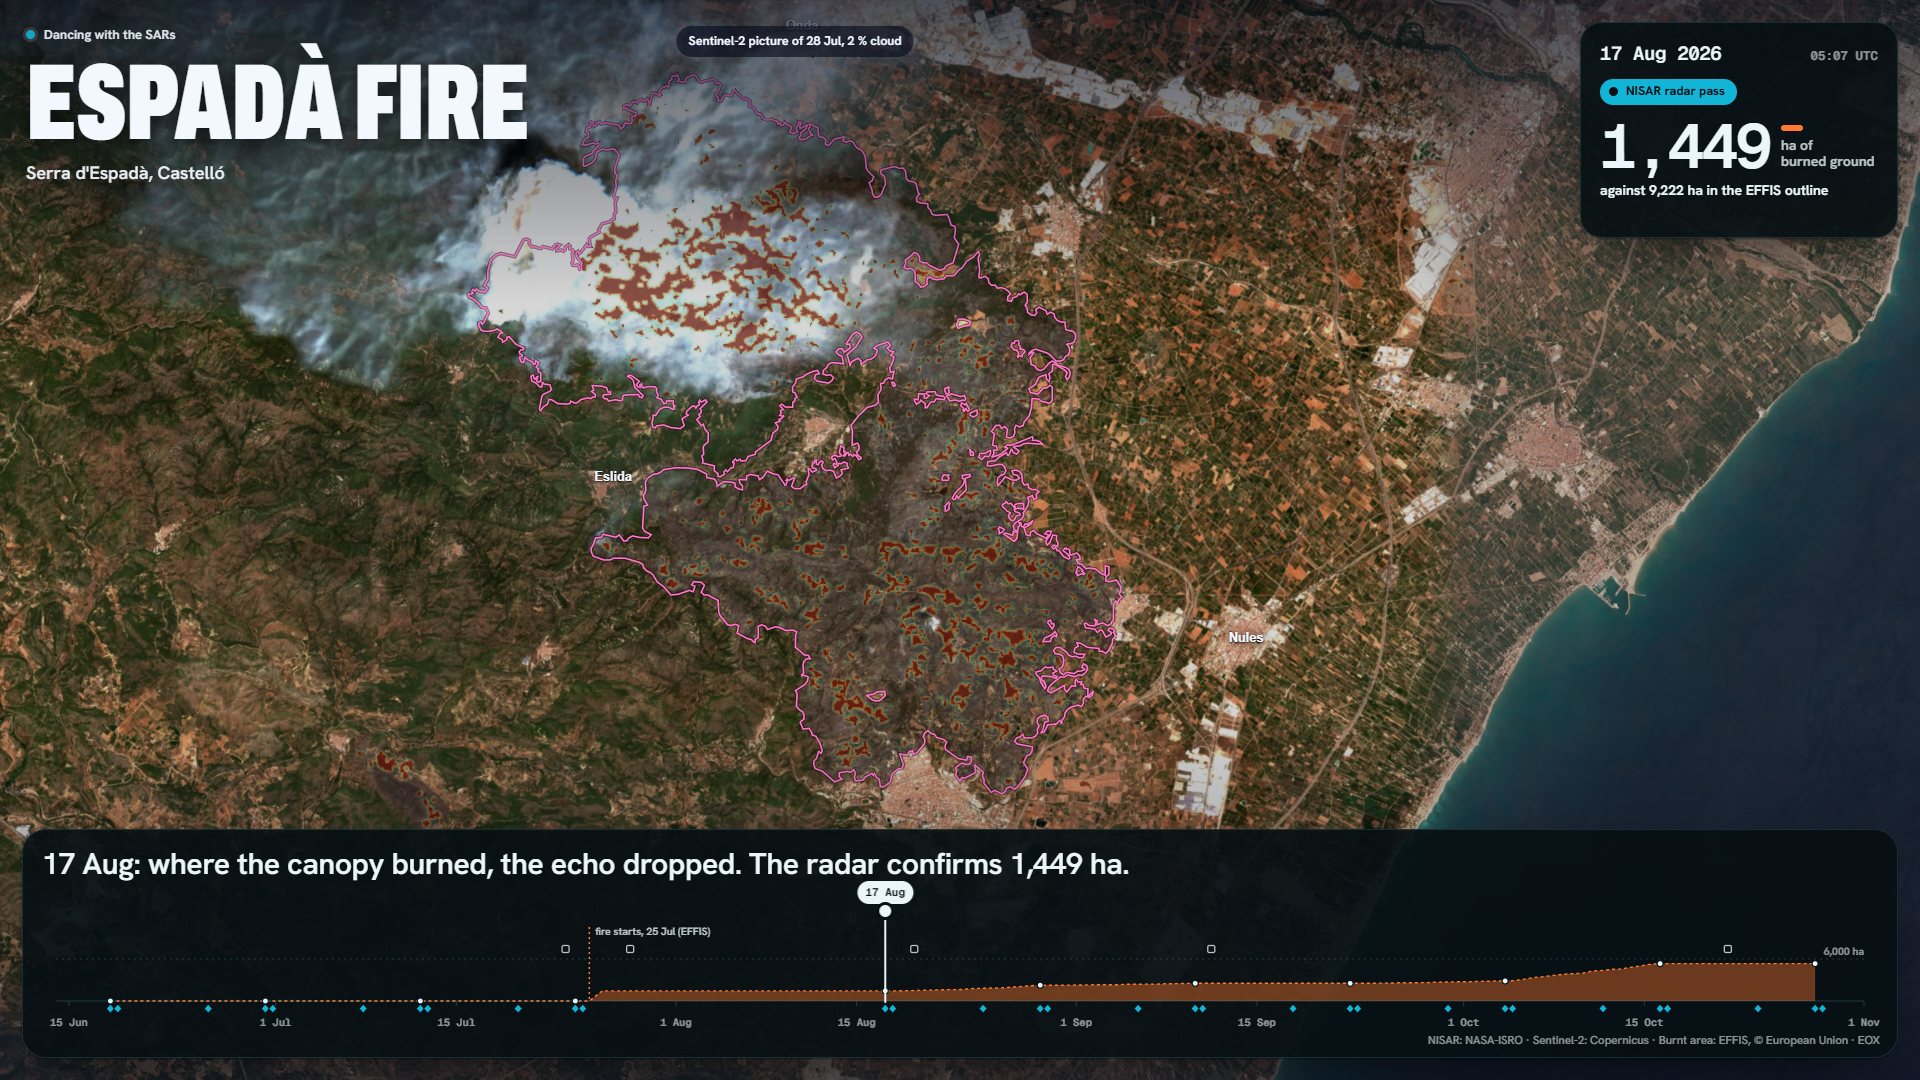 Dancing with the SARs
ESPADÀ FIRE
Serra d'Espadà, Castelló
Onda
Sentinel-2 picture of 28 Jul, 2 % cloud
17 Aug 2026
05:07 UTC
NISAR radar pass
1,449
ha of
burned ground
against 9,222 ha in the EFFIS outline
Eslida
Nules
17 Aug: where the canopy burned, the echo dropped. The radar confirms 1,449 ha.
17 Aug
fire starts, 25 Jul (EFFIS)
6,000 ha
15 Jun
1 Jul
15 Jul
1 Aug
15 Aug
1 Sep
15 Sep
1 Oct
15 Oct
1 Nov
NISAR: NASA-ISRO · Sentinel-2: Copernicus · Burnt area: EFFIS, © European Union · EOX